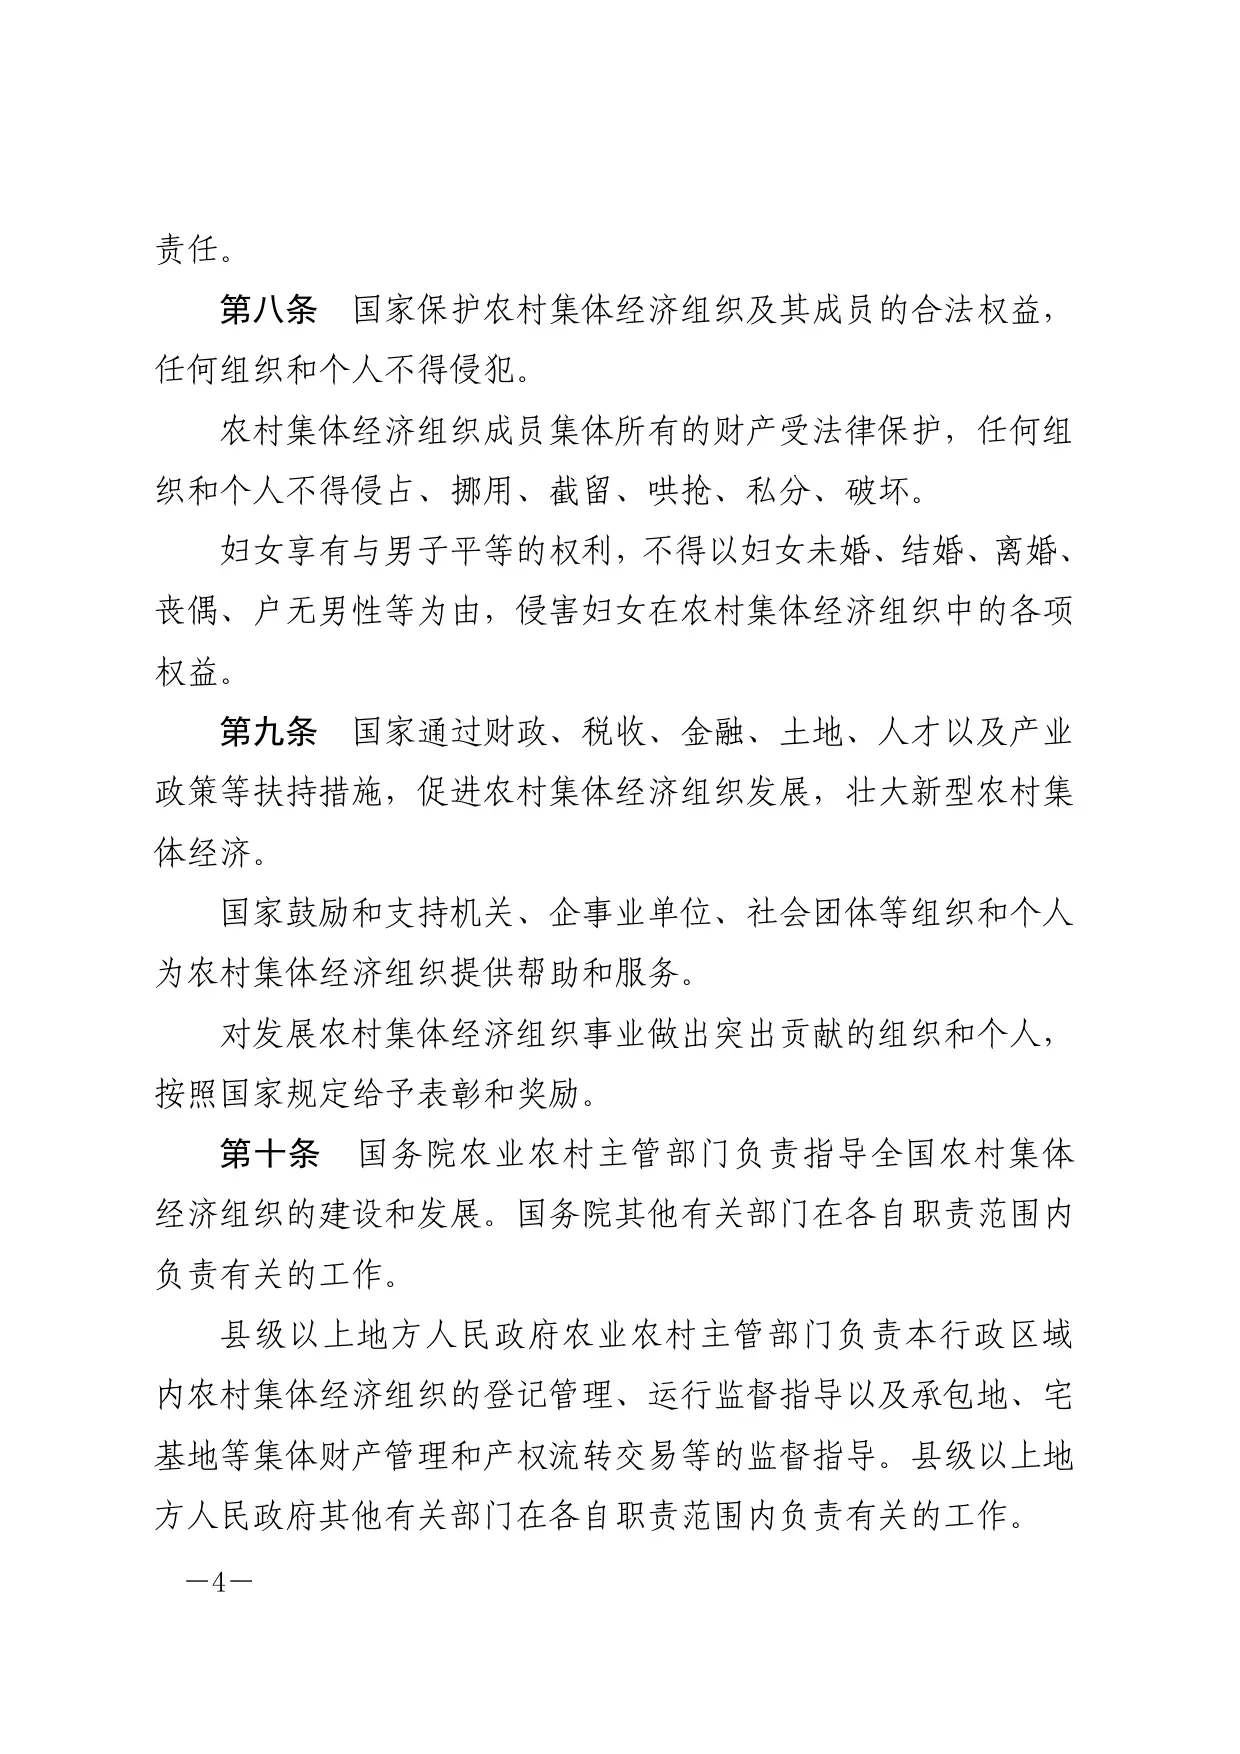 责任。
第八条　国家保护农村集体经济组织及其成员的合法权益，
任何组织和个人不得侵犯。
农村集体经济组织成员集体所有的财产受法律保护，任何组
织和个人不得侵占、挪用、截留、哄抢、私分、破坏。
妇女享有与男子平等的权利，不得以妇女未婚、结婚、离婚、
丧偶、户无男性等为由，侵害妇女在农村集体经济组织中的各项
权益。
第九条　国家通过财政、税收、金融、土地、人才以及产业
政策等扶持措施，促进农村集体经济组织发展，壮大新型农村集
体经济。
国家鼓励和支持机关、企事业单位、社会团体等组织和个人
为农村集体经济组织提供帮助和服务。
对发展农村集体经济组织事业做出突出贡献的组织和个人，
按照国家规定给予表彰和奖励。
第十条　国务院农业农村主管部门负责指导全国农村集体
经济组织的建设和发展。国务院其他有关部门在各自职责范围内
负责有关的工作。
县级以上地方人民政府农业农村主管部门负责本行政区域
内农村集体经济组织的登记管理、运行监督指导以及承包地、宅
基地等集体财产管理和产权流转交易等的监督指导。县级以上地
方人民政府其他有关部门在各自职责范围内负责有关的工作。
—4—